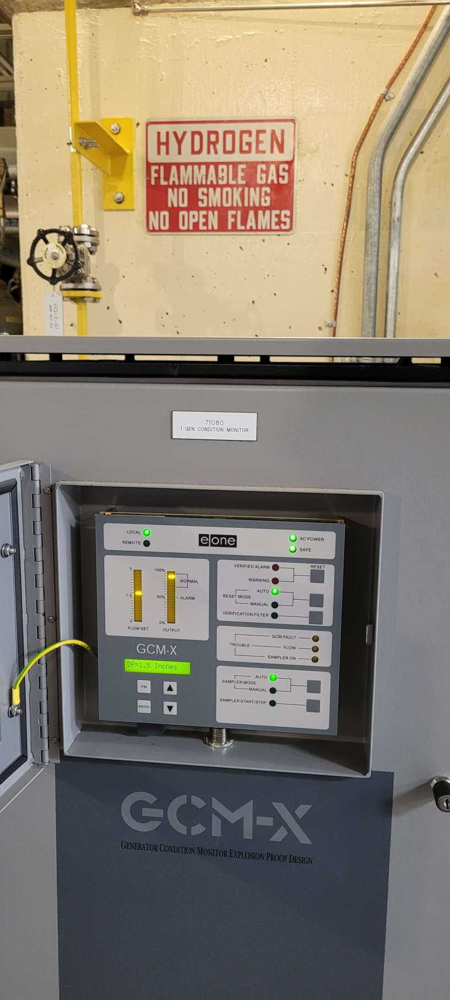 HYDROGEN
FLAMMABLE GAS
NO SMOKING
NO OPEN FLAMES
HG-2-97
71080
1 GEN CONDITION MONITOR
LOCAL
REMOTE
e|one
AC POWER
SAFE
3
1.5
0
FLOW SET
100%
50%
0%
NORMAL
ALARM
OUTPUT
VERIFIED ALARM
RESET
WARNING
AUTO
RESET MODE
MANUAL
VERIFICATION FILTER
GCM FAULT
TROUBLE
FLOW
SAMPLER ON
AUTO
SAMPLER MODE
MANUAL
SAMPLER START/STOP
GCM-X
DP=1.5 Inches
FN
ENTER
GCM-X
GENERATOR CONDITION MONITOR EXPLOSION PROOF DESIGN